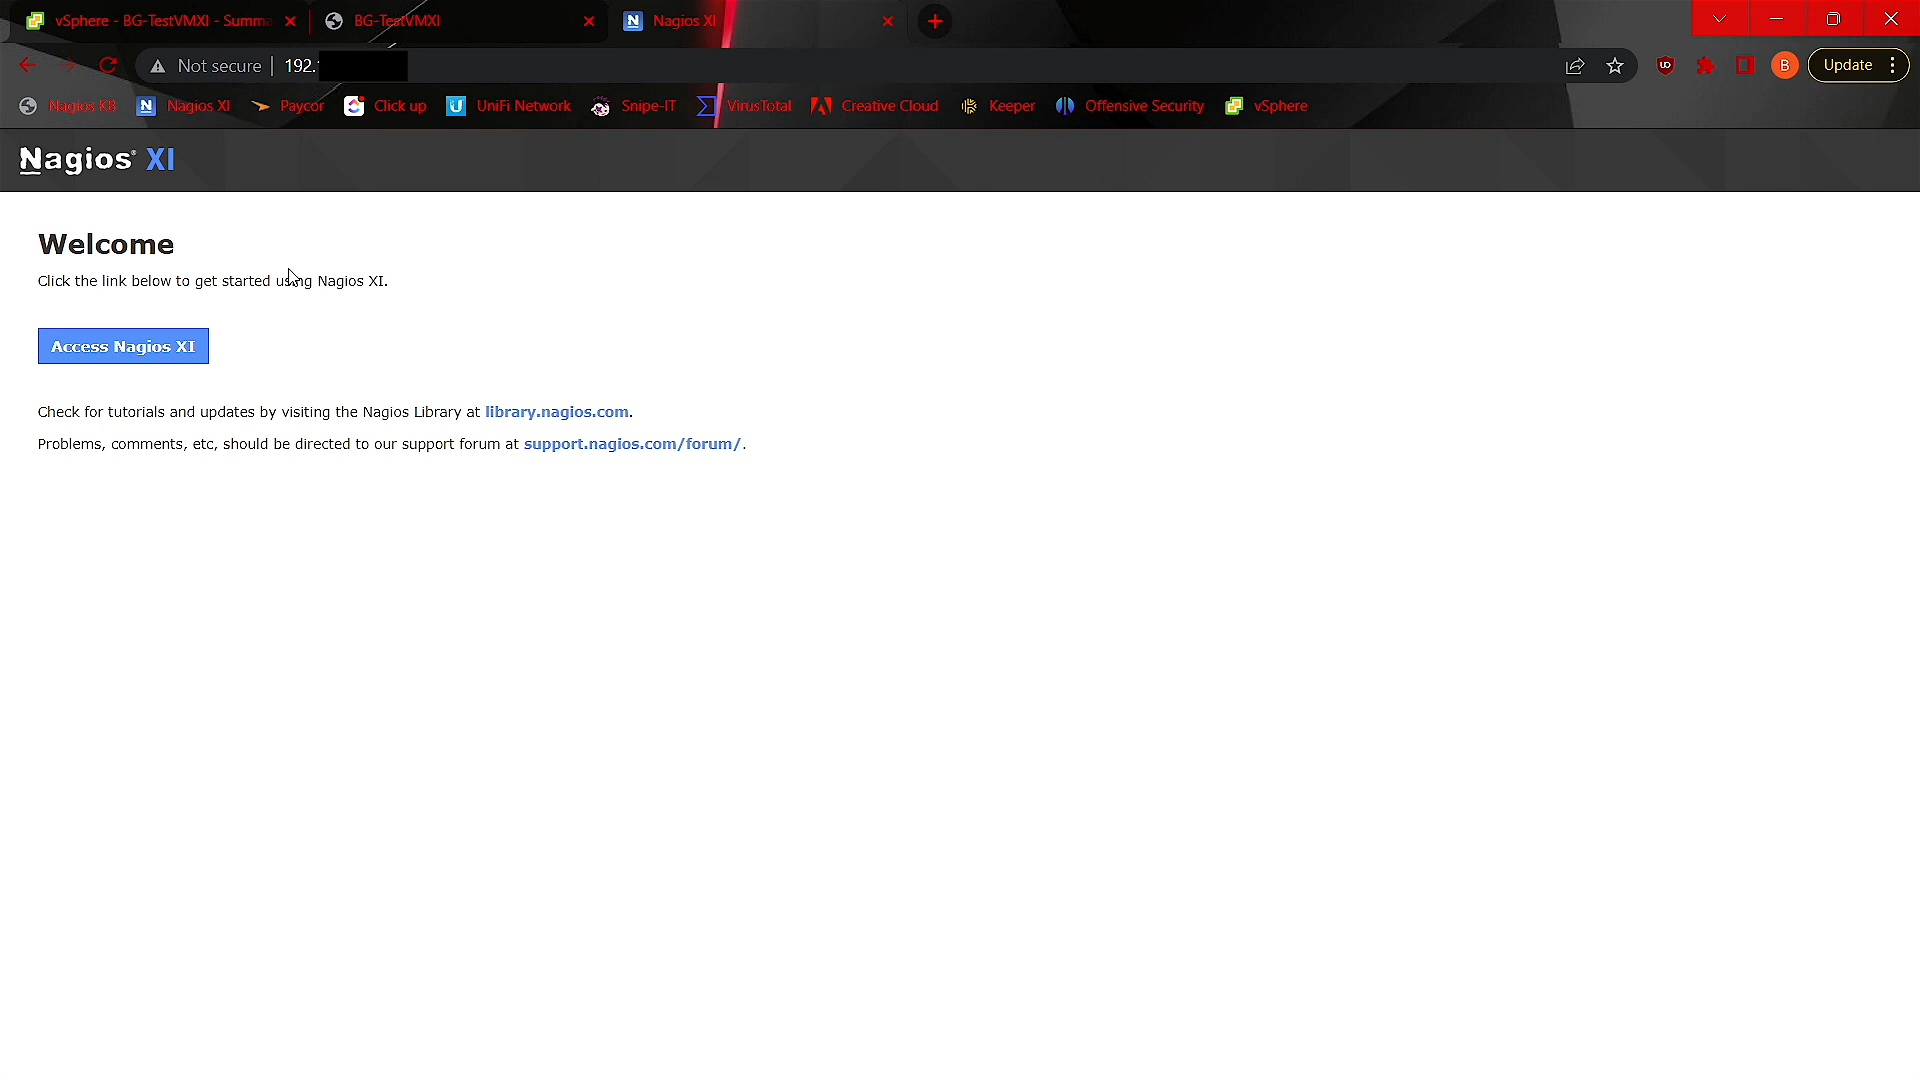 vSphere - BG-TestVMXI - Summa
BG-TestVMXI
Nagios XI
Not secure
192.
Update
B
Nagios KB
Nagios XI
Paycor
Click up
UniFi Network
Snipe-IT
VirusTotal
Creative Cloud
Keeper
Offensive Security
vSphere
Nagios® XI
Welcome
Click the link below to get started using Nagios XI.
Access Nagios XI
Check for tutorials and updates by visiting the Nagios Library at library.nagios.com.
Problems, comments, etc, should be directed to our support forum at support.nagios.com/forum/.